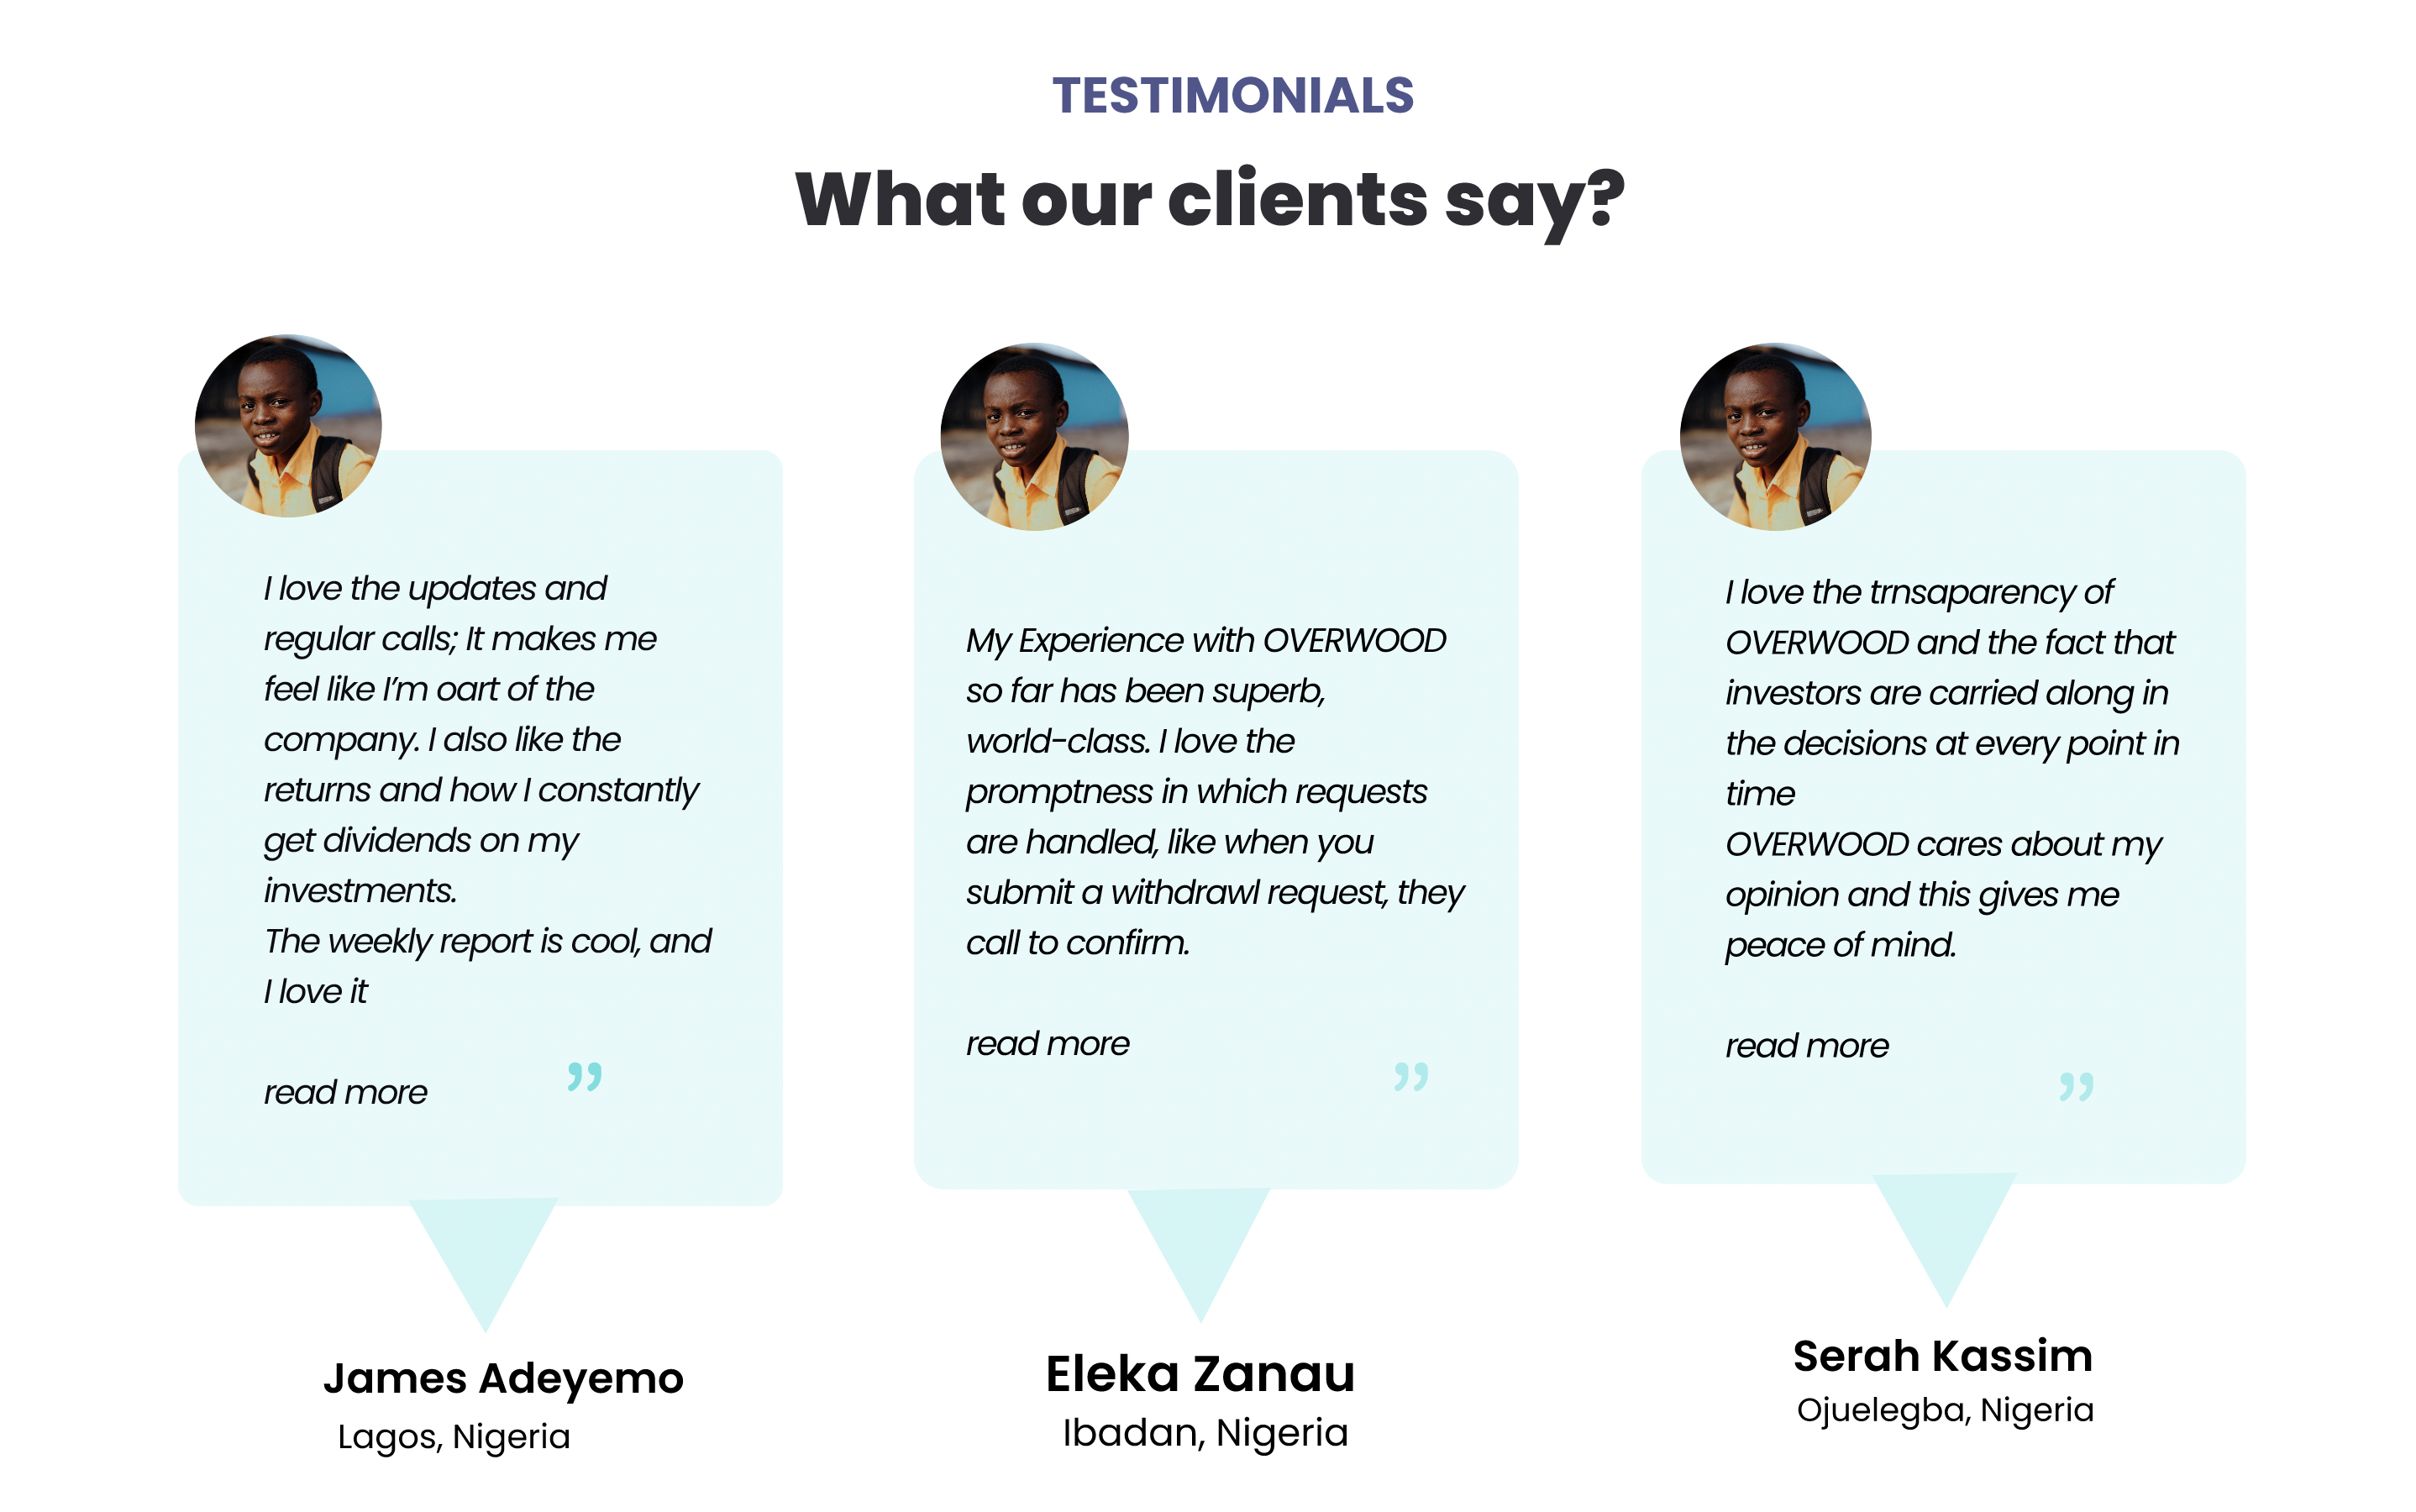 TESTIMONIALS
What our clients say?
I love the updates and
regular calls; It makes me
feel like I’m oart of the
company. I also like the
returns and how I constantly
get dividends on my
investments.
The weekly report is cool, and
I love it
read more
”
James Adeyemo
Lagos, Nigeria
My Experience with OVERWOOD
so far has been superb,
world-class. I love the
promptness in which requests
are handled, like when you
submit a withdrawl request, they
call to confirm.
read more
”
Eleka Zanau
Ibadan, Nigeria
I love the trnsaparency of
OVERWOOD and the fact that
investors are carried along in
the decisions at every point in
time
OVERWOOD cares about my
opinion and this gives me
peace of mind.
read more
”
Serah Kassim
Ojuelegba, Nigeria